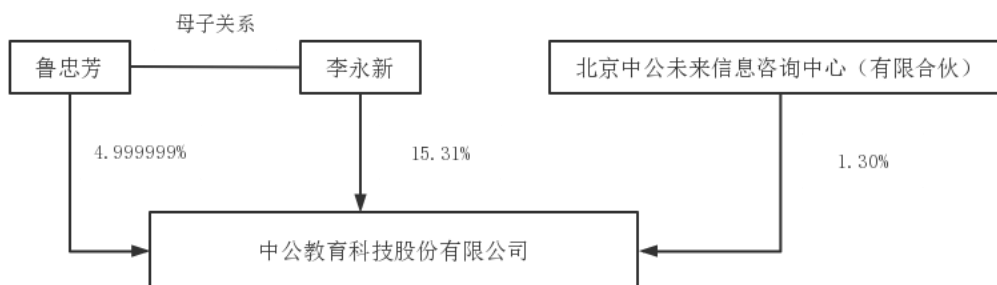 母子关系
鲁忠芳
李永新
北京中公未来信息咨询中心（有限合伙）
4.999999%
15.31%
1.30%
中公教育科技股份有限公司